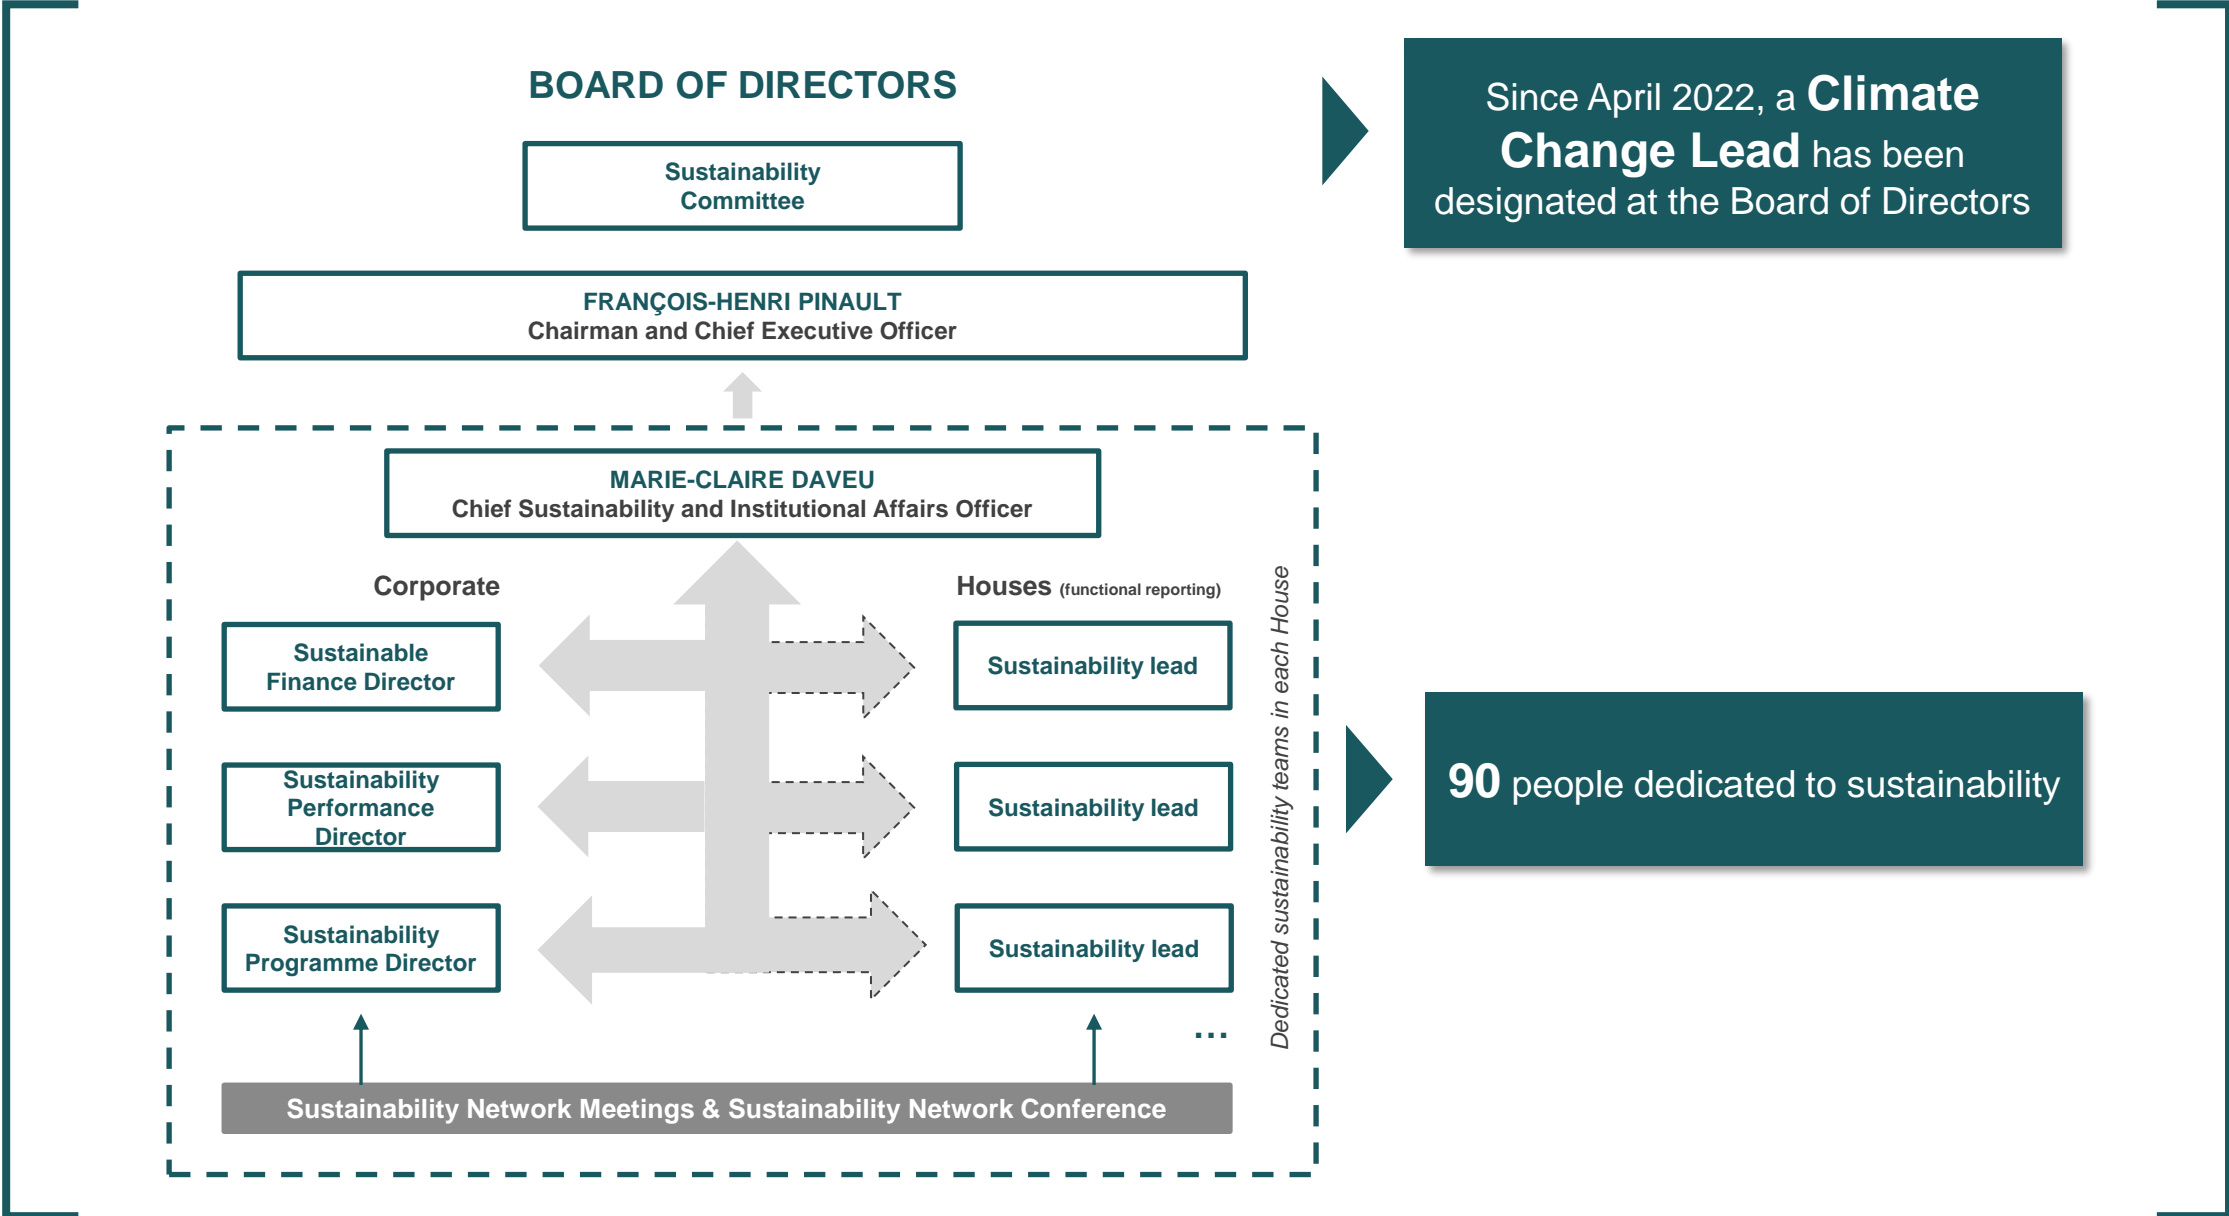 BOARD OF DIRECTORS
Sustainability
Committee
FRANÇOIS-HENRI PINAULT
Chairman and Chief Executive Officer
MARIE-CLAIRE DAVEU
Chief Sustainability and Institutional Affairs Officer
Corporate
Sustainable
Finance Director
Sustainability
Performance
Director
Sustainability
Programme Director
Houses (functional reporting)
Sustainability lead
Sustainability lead
Sustainability lead
...
Dedicated sustainability teams in each House
Sustainability Network Meetings & Sustainability Network Conference
Since April 2022, a Climate
Change Lead has been
designated at the Board of Directors
90 people dedicated to sustainability